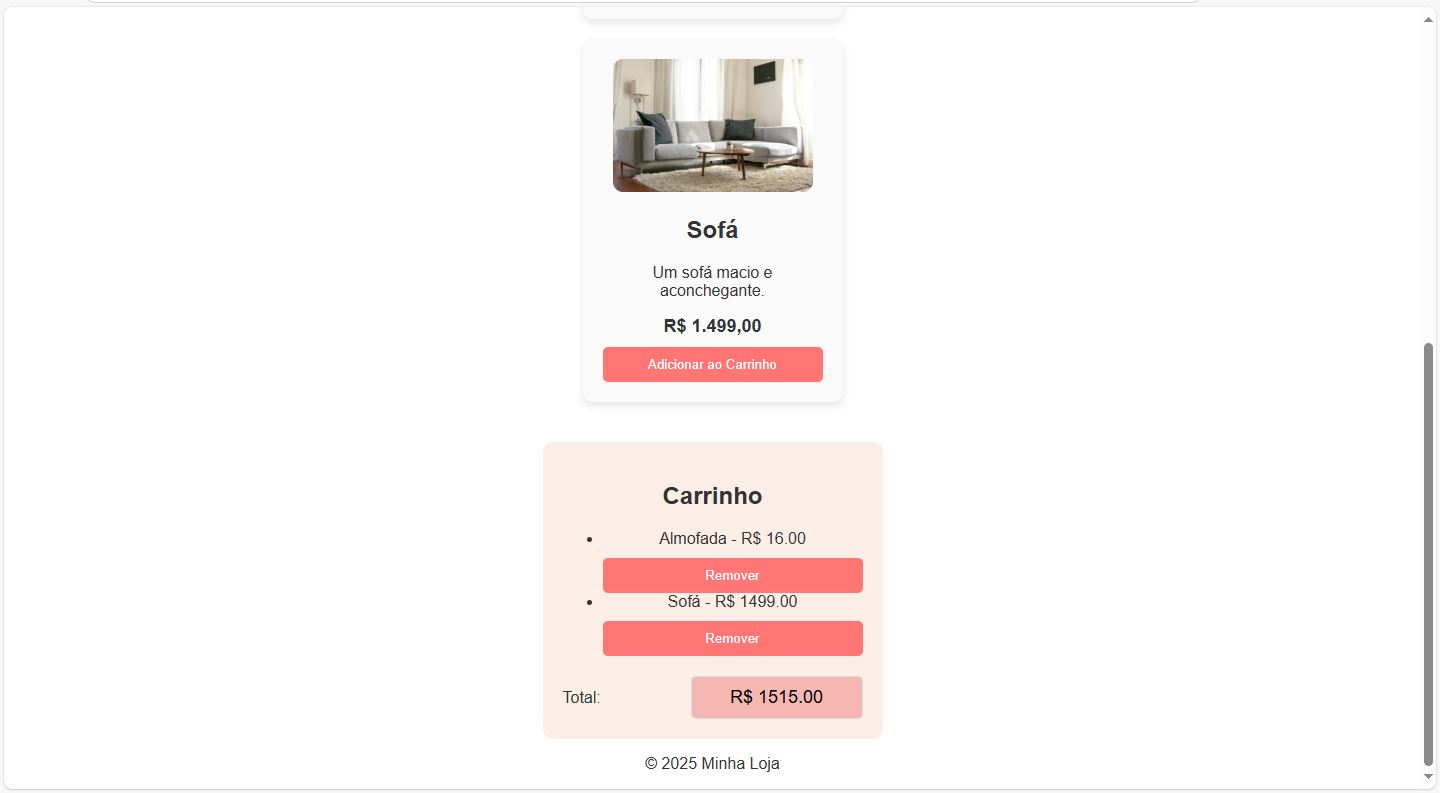 Sofá
Um sofá macio e
aconchegante.
R$ 1.499,00
Adicionar ao Carrinho
Carrinho
Almofada - R$ 16.00
Remover
Sofá - R$ 1499.00
Remover
Total: R$ 1515.00
© 2025 Minha Loja